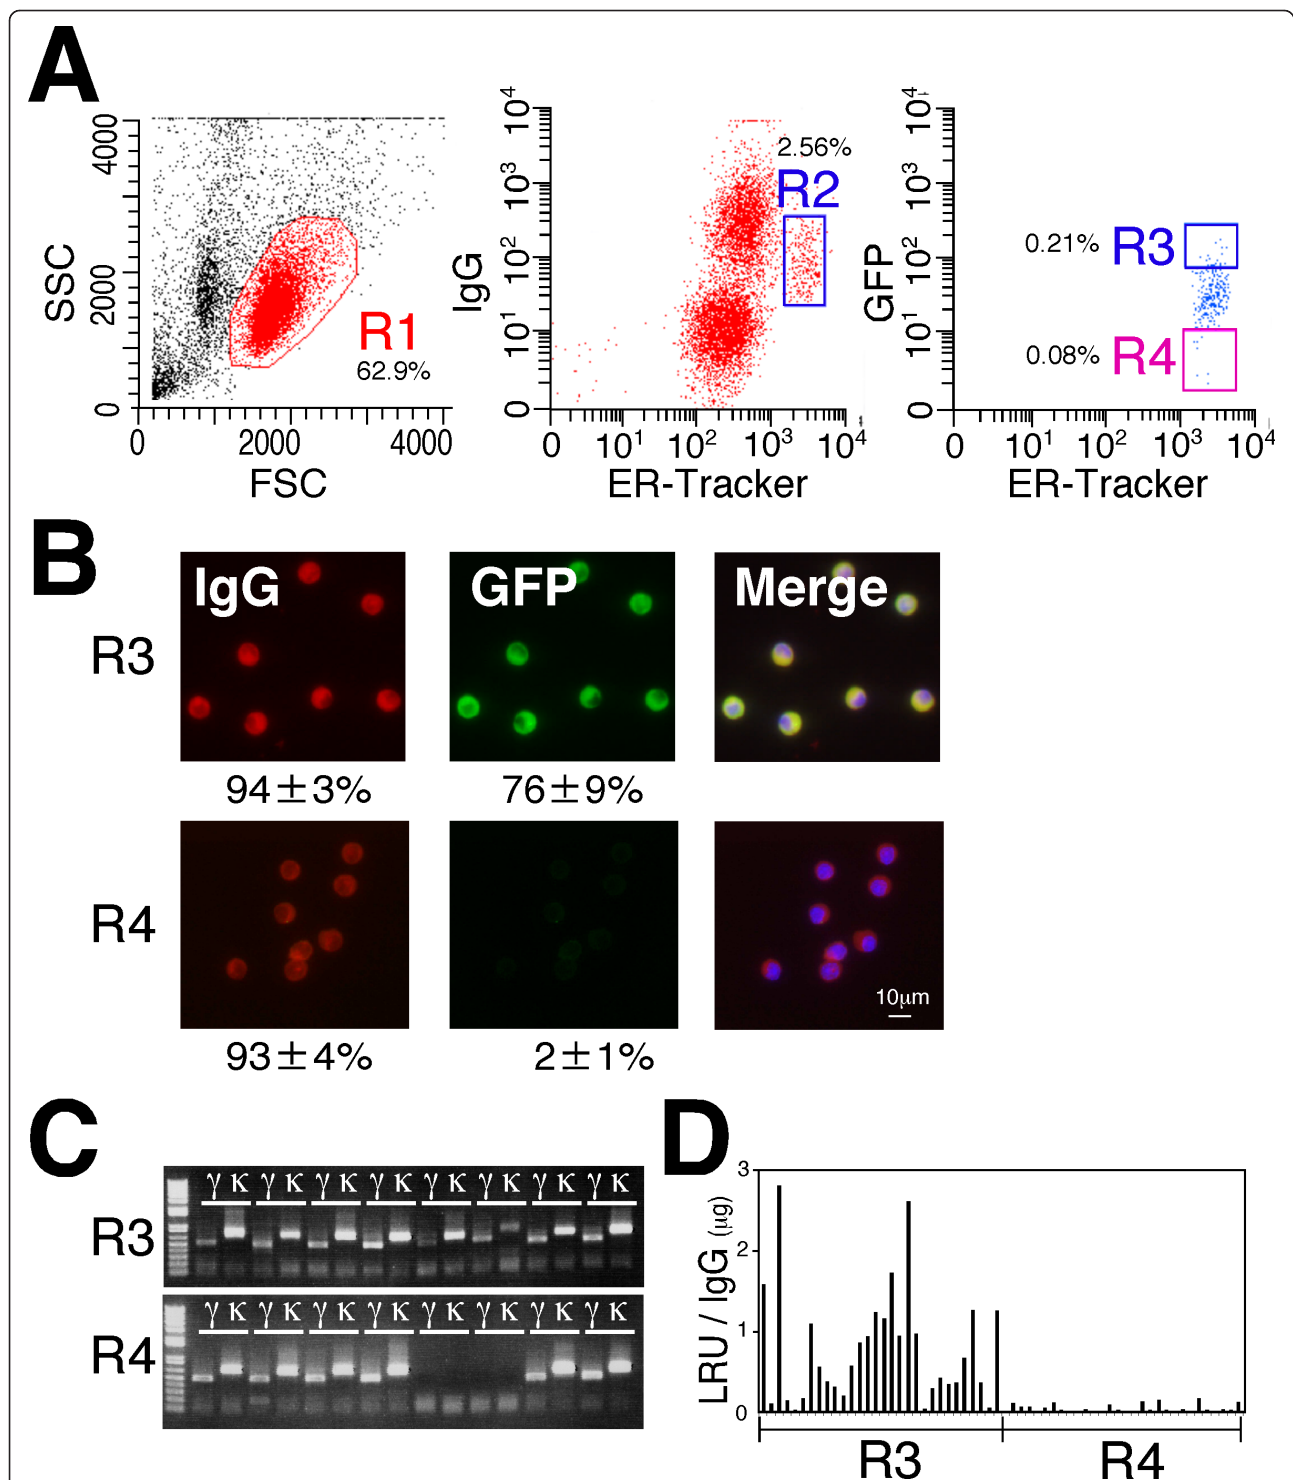 A
SSC
4000
2000
0
0 2000 4000
FSC
R1
62.9%
IgG
10⁴
10³
10²
10¹
0
0 10¹ 10² 10³ 10⁴
ER-Tracker
2.56%
R2
GFP
10⁴
10³
10²
10¹
0
0 10¹ 10² 10³ 10⁴
ER-Tracker
0.21% R3
0.08% R4
B
IgG GFP Merge
R3
94±3% 76±9%
R4
10μm
93±4% 2±1%
C
γ κ γ κ γ κ γ κ γ κ γ κ γ κ γ κ
R3
γ κ γ κ γ κ γ κ γ κ γ κ γ κ γ κ
R4
D
LRU / IgG (μg)
3
2
1
0
R3 R4